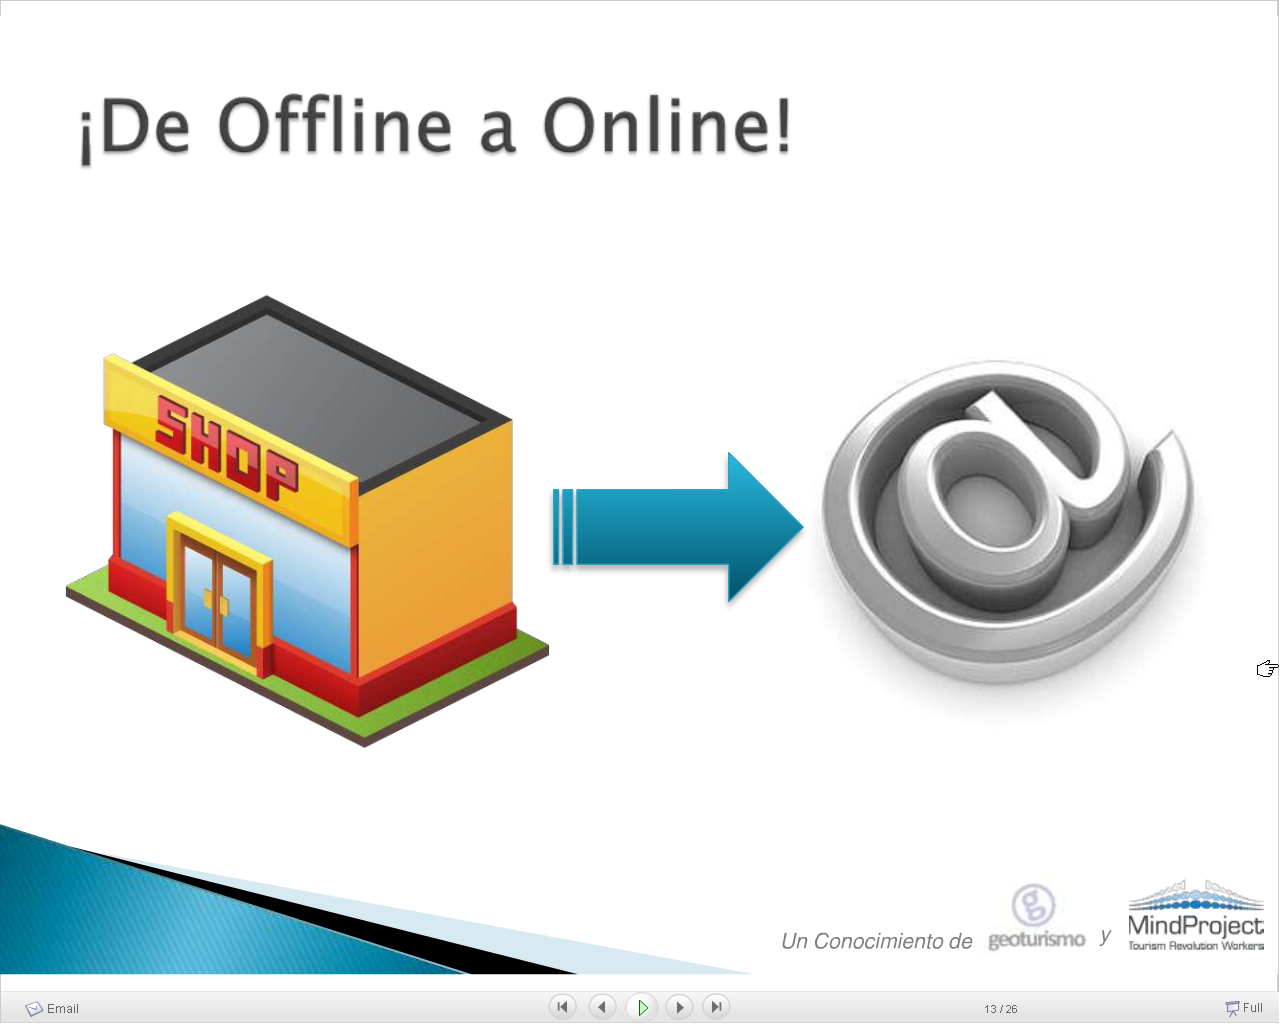 ¡De Offline a Online!
SHOP
@
Un Conocimiento de
g
geoturismo
y
MindProject
Tourism Revolution Workers
Email
13 / 26
Full